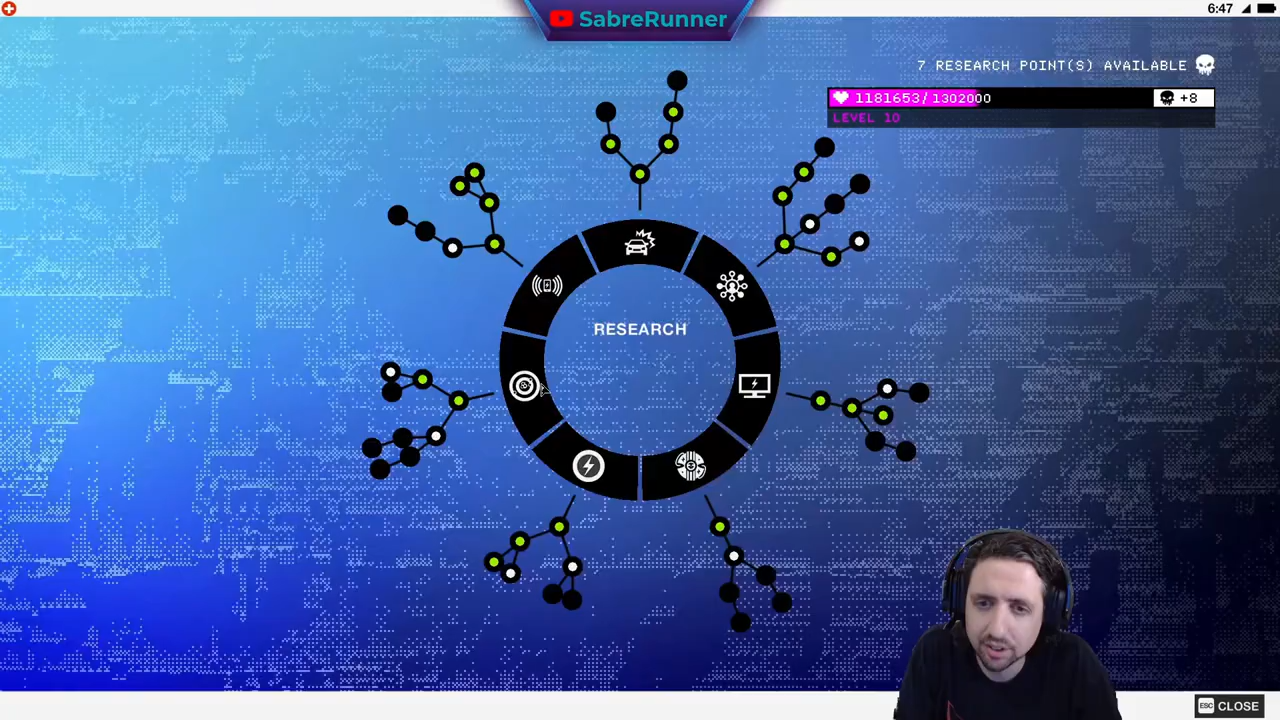 6:47
SabreRunner
7 RESEARCH POINT(S) AVAILABLE
1181653/1302000
+8
LEVEL 10
RESEARCH
ESC CLOSE